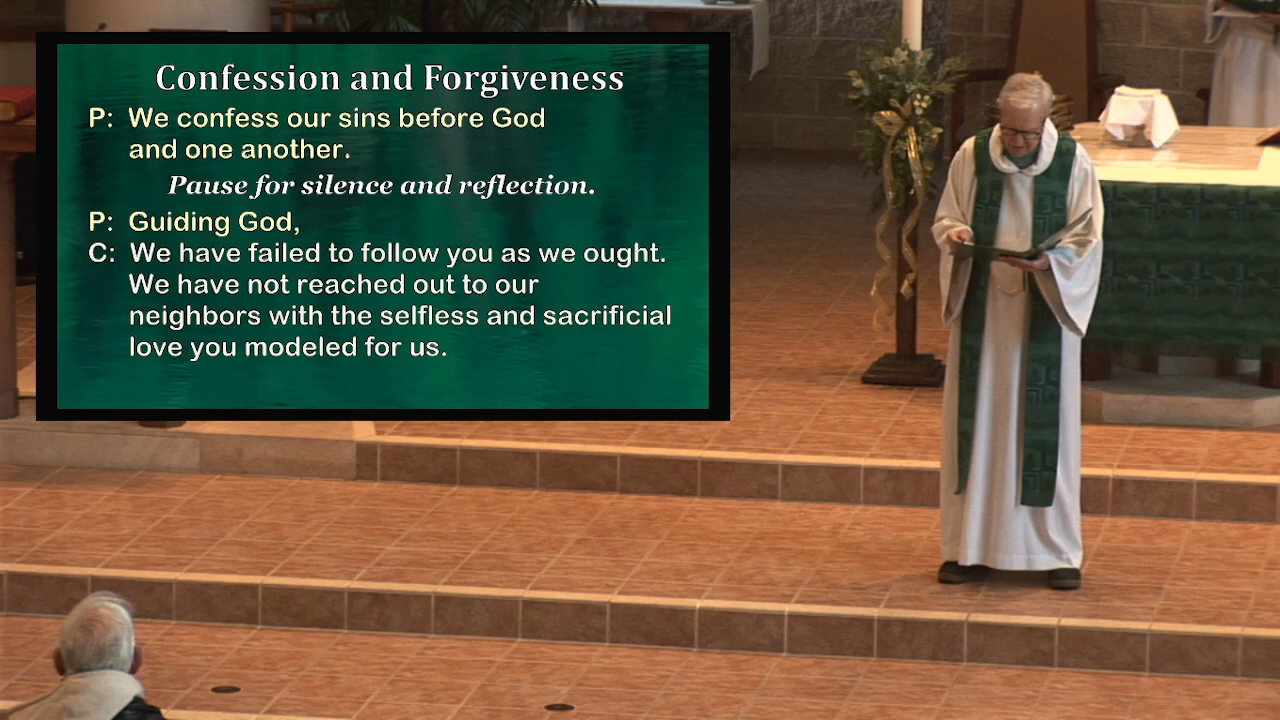 Confession and Forgiveness
P: We confess our sins before God
and one another.
Pause for silence and reflection.
P: Guiding God,
C: We have failed to follow you as we ought.
We have not reached out to our
neighbors with the selfless and sacrificial
love you modeled for us.